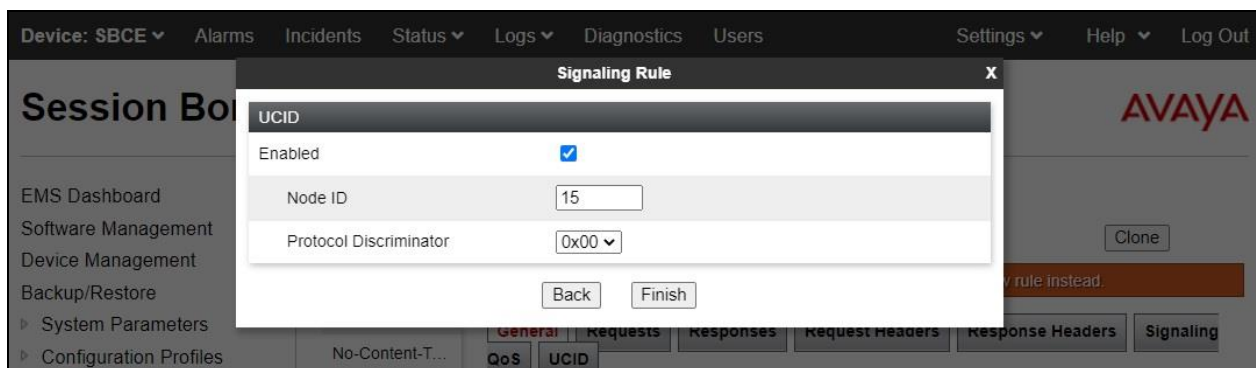 Device: SBCE Alarms Incidents Status Logs Diagnostics Users Settings Help Log Out
Signaling Rule X
Session Bor
AVAYA
UCID
Enabled
Node ID 15
Protocol Discriminator 0x00
Back Finish
EMS Dashboard
Software Management
Device Management
Backup/Restore
System Parameters
Configuration Profiles
Clone
rule instead.
No-Content-T...
General Requests Responses Request Headers Response Headers Signaling
QoS UCID